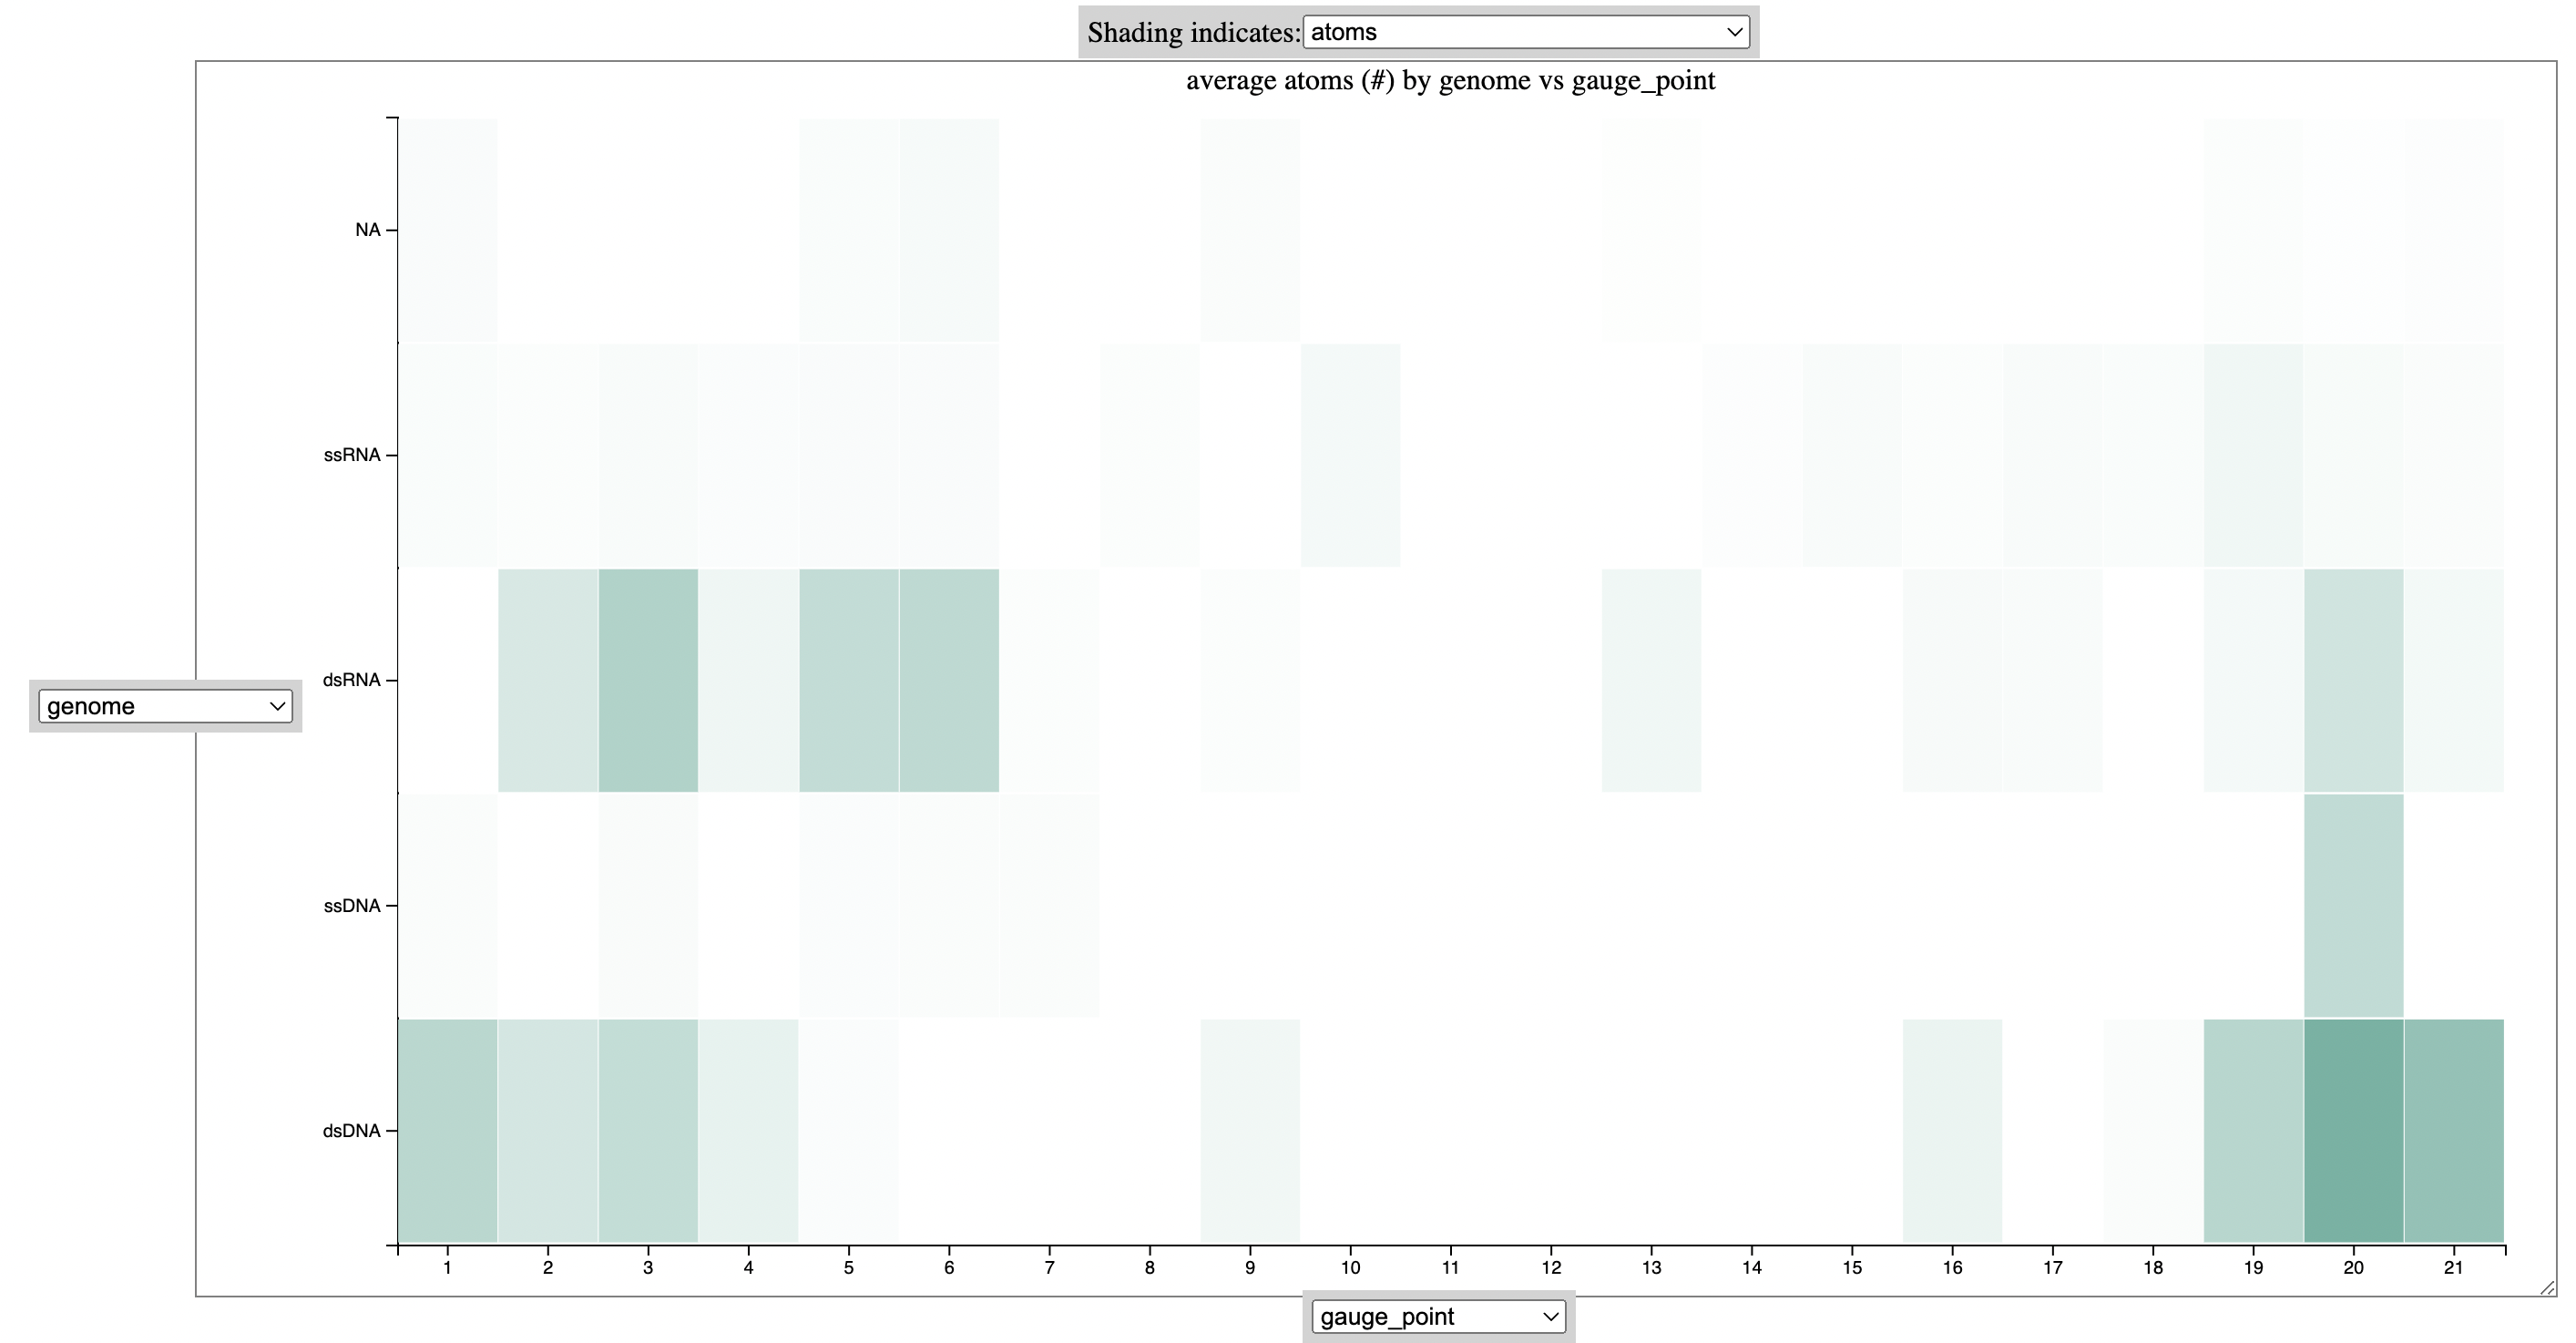 Shading indicates: atoms
average atoms (#) by genome vs gauge_point
NA
ssRNA
dsRNA
genome
ssDNA
dsDNA
1 2 3 4 5 6 7 8 9 10 11 12 13 14 15 16 17 18 19 20 21
gauge_point